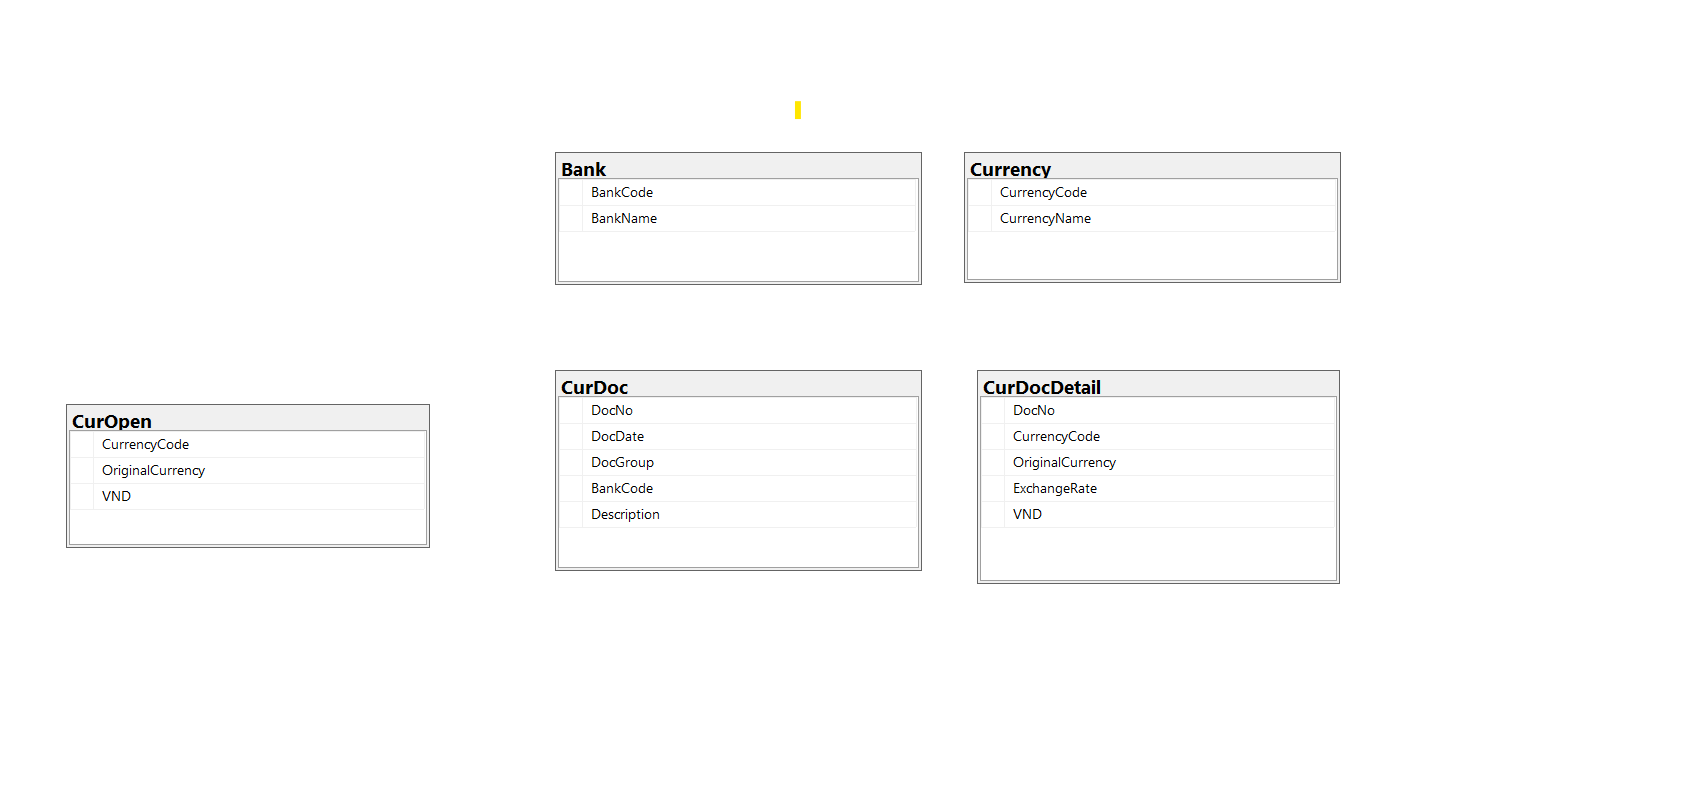 Bank
BankCode
BankName
Currency
CurrencyCode
CurrencyName
CurOpen
CurrencyCode
OriginalCurrency
VND
CurDoc
DocNo
DocDate
DocGroup
BankCode
Description
CurDocDetail
DocNo
CurrencyCode
OriginalCurrency
ExchangeRate
VND